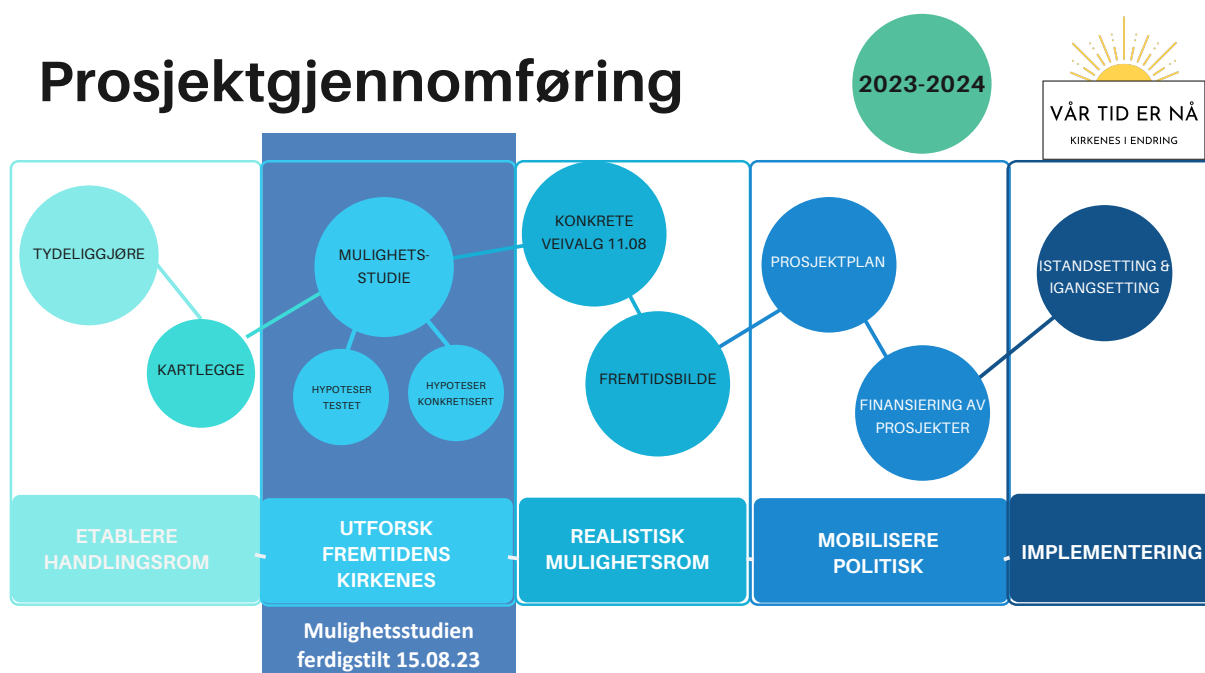 Prosjektgjennomføring
2023-2024
VÅR TID ER NÅ
KIRKENES I ENDRING
TYDELIGGJØRE
KARTLEGGE
MULIGHETS-
STUDIE
HYPOTESER
TESTET
HYPOTESER
KONKRETISERT
KONKRETE
VEIVALG 11.08
FREMTIDSBILDE
PROSJEKTPLAN
FINANSIERING AV
PROSJEKTER
ISTANDSETTING &
IGANGSETTING
ETABLERE
HANDLINGSROM
UTFORSK
FREMTIDENS
KIRKENES
REALISTISK
MULIGHETSROM
MOBILISERE
POLITISK
IMPLEMENTERING
Mulighetsstudien
ferdigstilt 15.08.23